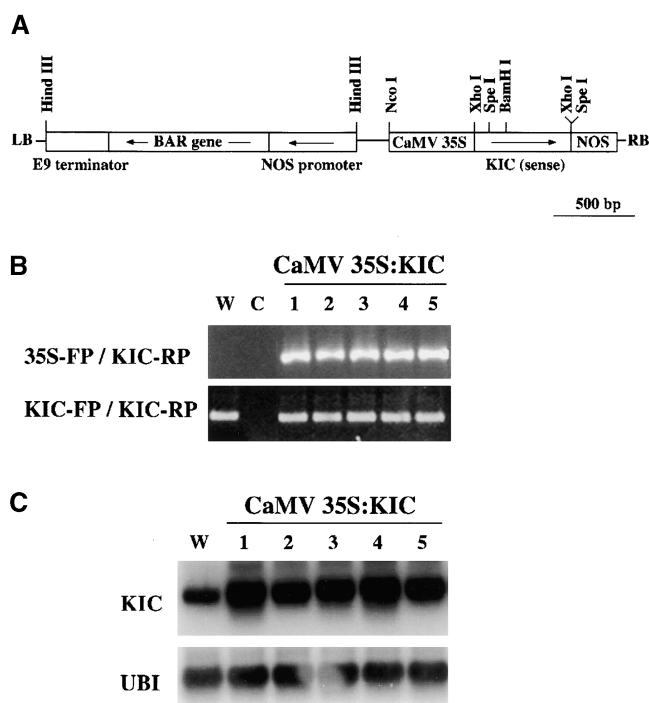 A
Hind III
Hind III
Nco I
Xho I
Spe I
BamH I
Xho I
Spe I
LB
BAR gene
CaMV 35S
NOS
RB
E9 terminator
NOS promoter
KIC (sense)
500 bp
B
CaMV 35S:KIC
W C 1 2 3 4 5
35S-FP / KIC-RP
KIC-FP / KIC-RP
C
CaMV 35S:KIC
W 1 2 3 4 5
KIC
UBI